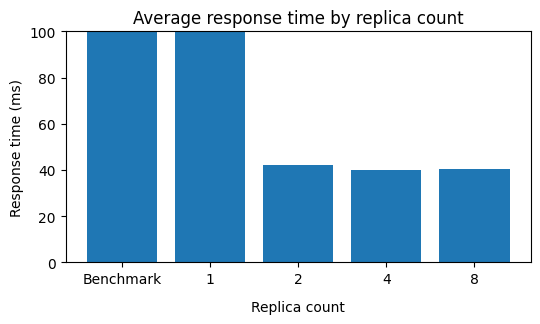 Average response time by replica count
Response time (ms)
100
80
60
40
20
0
Benchmark 1 2 4 8
Replica count